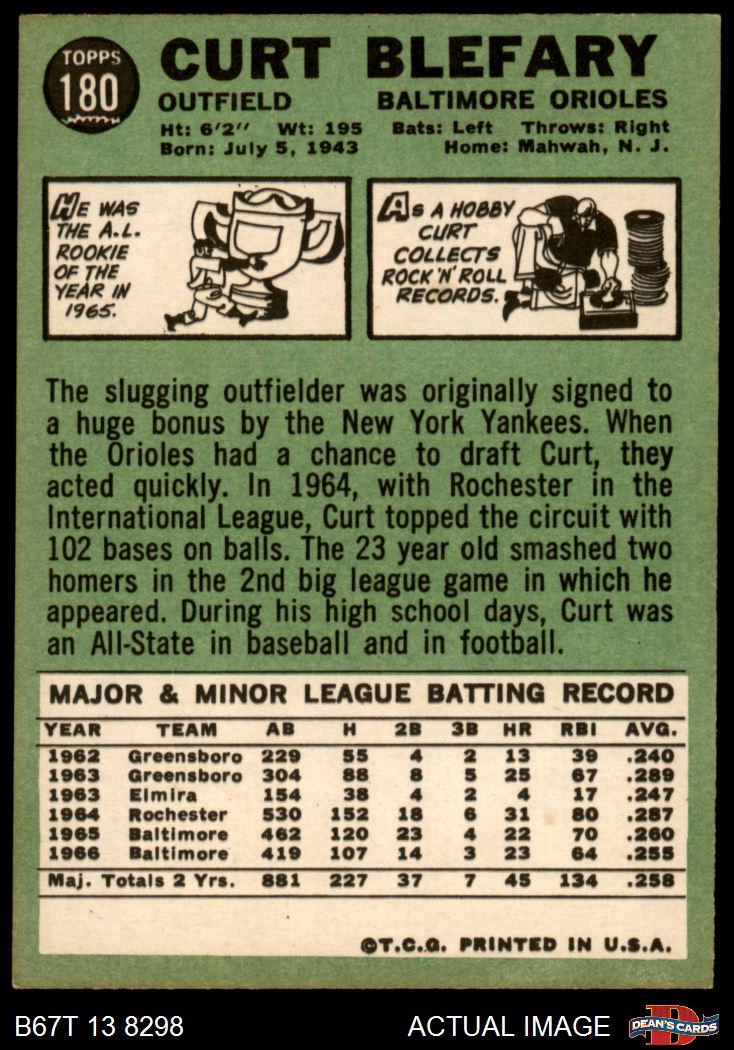 TOPPS
180
CURT BLEFARY
OUTFIELD BALTIMORE ORIOLES
Ht: 6'2" Wt: 195 Bats: Left Throws: Right
Born: July 5, 1943 Home: Mahwah, N. J.
HE WAS
THE A.L.
ROOKIE
OF THE
YEAR IN
1965.
AS A HOBBY
CURT
COLLECTS
ROCK 'N' ROLL
RECORDS.
The slugging outfielder was originally signed to
a huge bonus by the New York Yankees. When
the Orioles had a chance to draft Curt, they
acted quickly. In 1964, with Rochester in the
International League, Curt topped the circuit with
102 bases on balls. The 23 year old smashed two
homers in the 2nd big league game in which he
appeared. During his high school days, Curt was
an All-State in baseball and in football.
MAJOR & MINOR LEAGUE BATTING RECORD
YEAR TEAM AB H 2B 3B HR RBI AVG.
1962 Greensboro 229 55 4 2 13 39 .240
1963 Greensboro 304 88 8 5 25 67 .289
1963 Elmira 154 38 4 2 4 17 .247
1964 Rochester 530 152 18 6 31 80 .287
1965 Baltimore 462 120 23 4 22 70 .260
1966 Baltimore 419 107 14 3 23 64 .255
Maj. Totals 2 Yrs. 881 227 37 7 45 134 .258
©T.C.G. PRINTED IN U.S.A.
B67T 13 8298 ACTUAL IMAGE DEAN'S CARDS